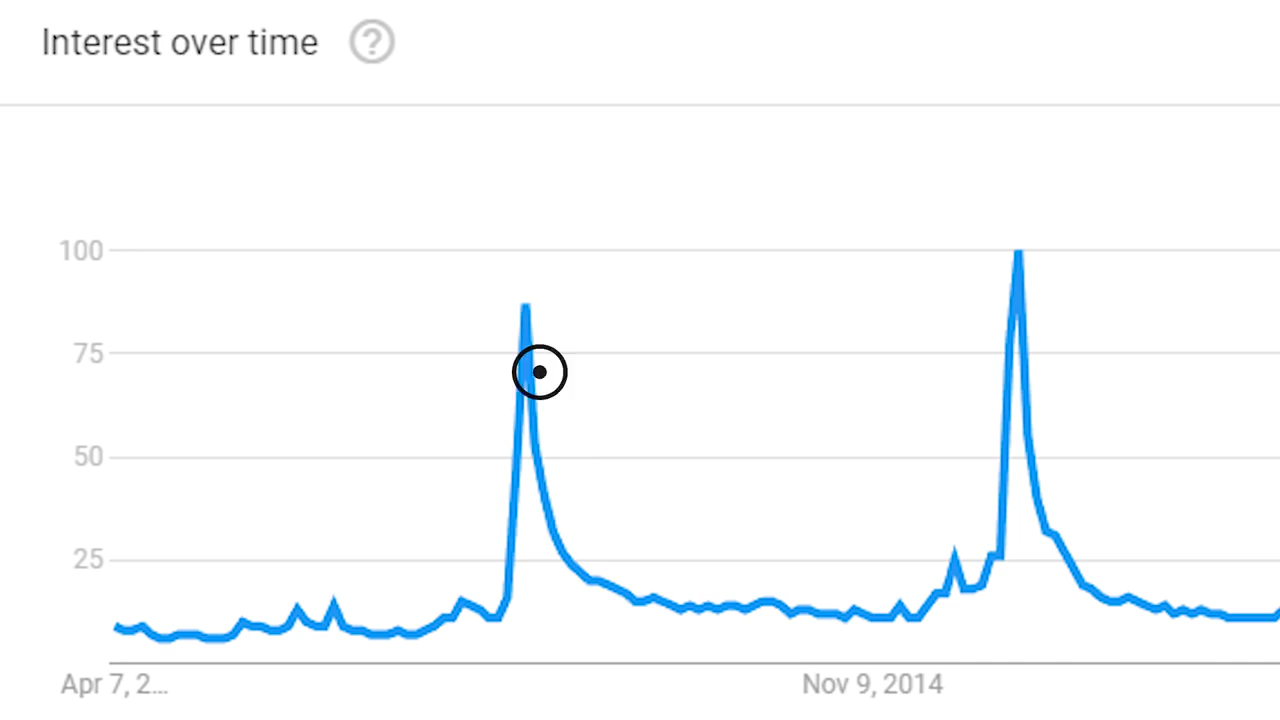 Interest over time ?
100
75
50
25
Apr 7, 2...
Nov 9, 2014